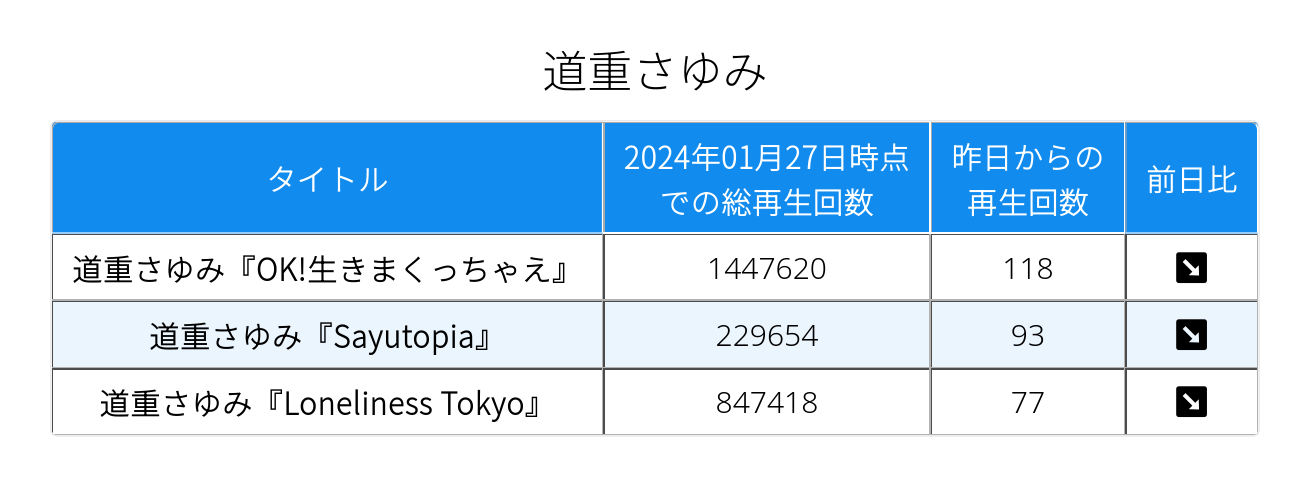 道重さゆみ
タイトル
2024年01月27日時点
での総再生回数
昨日からの
再生回数
前日比
道重さゆみ『OK!生きまくっちゃえ』 1447620 118 ↘
道重さゆみ『Sayutopia』 229654 93 ↘
道重さゆみ『Loneliness Tokyo』 847418 77 ↘